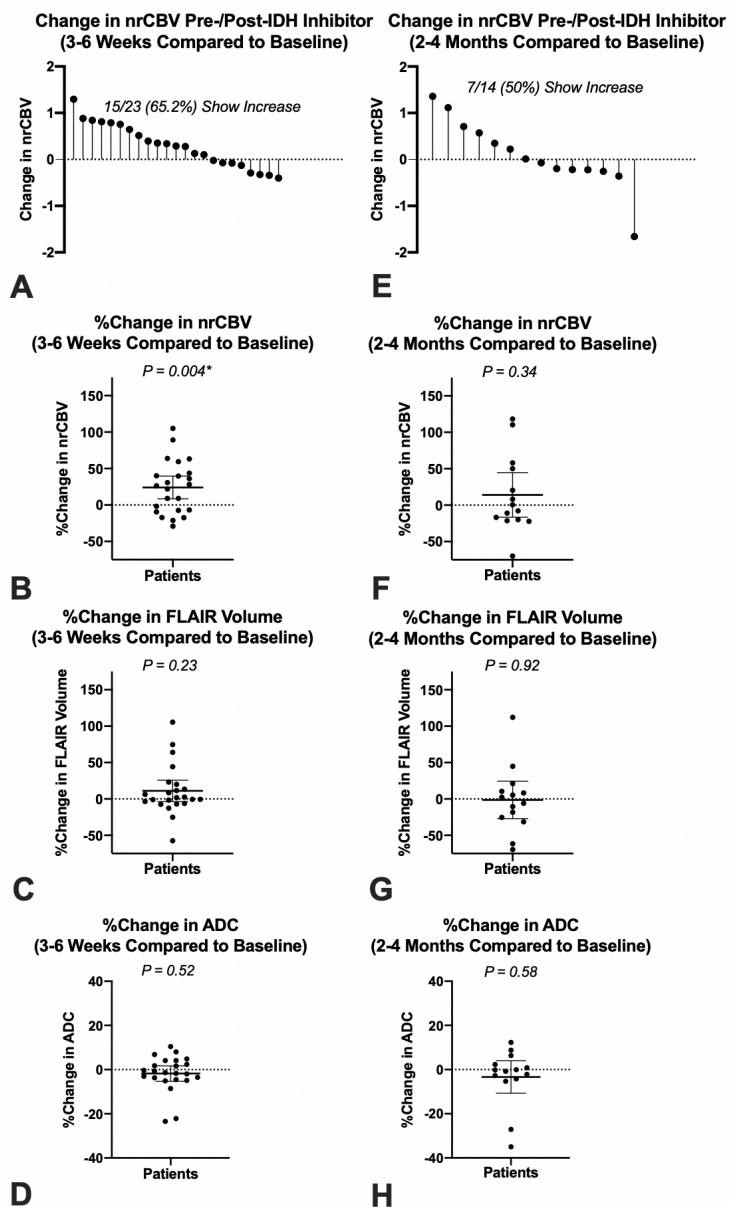 Change in nrCBV Pre-/Post-IDH Inhibitor
(3-6 Weeks Compared to Baseline)
2
1
0
-1
-2
Change in nrCBV
15/23 (65.2%) Show Increase
A
Change in nrCBV Pre-/Post-IDH Inhibitor
(2-4 Months Compared to Baseline)
2
1
0
-1
-2
Change in nrCBV
7/14 (50%) Show Increase
E
%Change in nrCBV
(3-6 Weeks Compared to Baseline)
P = 0.004*
150
100
50
0
-50
%Change in nrCBV
Patients
B
%Change in nrCBV
(2-4 Months Compared to Baseline)
P = 0.34
150
100
50
0
-50
%Change in nrCBV
Patients
F
%Change in FLAIR Volume
(3-6 Weeks Compared to Baseline)
P = 0.23
150
100
50
0
-50
%Change in FLAIR Volume
Patients
C
%Change in FLAIR Volume
(2-4 Months Compared to Baseline)
P = 0.92
150
100
50
0
-50
%Change in FLAIR Volume
Patients
G
%Change in ADC
(3-6 Weeks Compared to Baseline)
P = 0.52
40
20
0
-20
-40
%Change in ADC
Patients
D
%Change in ADC
(2-4 Months Compared to Baseline)
P = 0.58
40
20
0
-20
-40
%Change in ADC
Patients
H